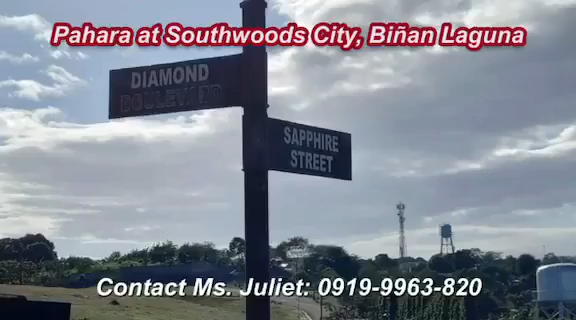 Pahara at Southwoods City, Biñan Laguna
DIAMOND
BOULEVARD
SAPPHIRE
STREET
Contact Ms. Juliet: 0919-9963-820